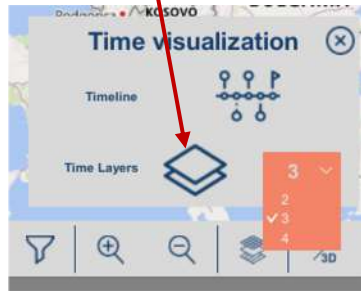 Podgorica
KOSOVO
Time visualization
Timeline
Time Layers
3
2
3
4
3D